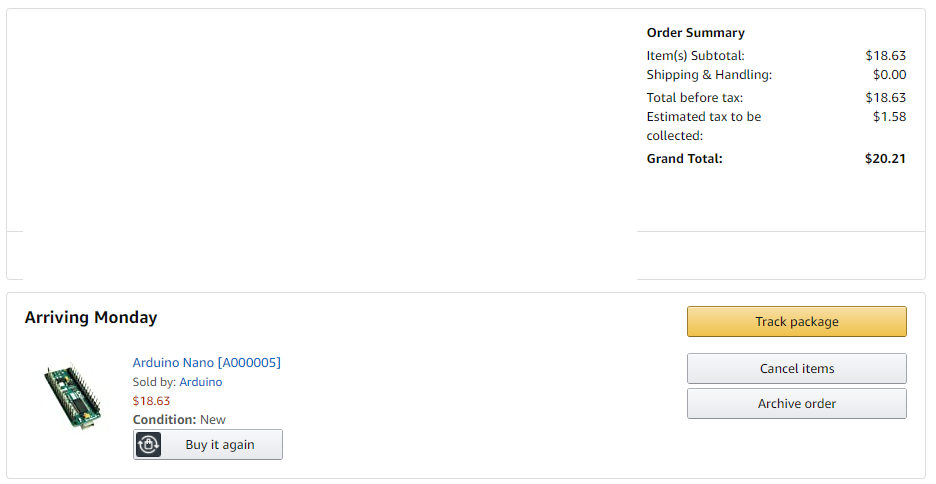 Order Summary
Item(s) Subtotal: $18.63
Shipping & Handling: $0.00
Total before tax: $18.63
Estimated tax to be $1.58
collected:
Grand Total: $20.21
Arriving Monday
Track package
Arduino Nano [A000005]
Sold by: Arduino
$18.63
Condition: New
Buy it again
Cancel items
Archive order